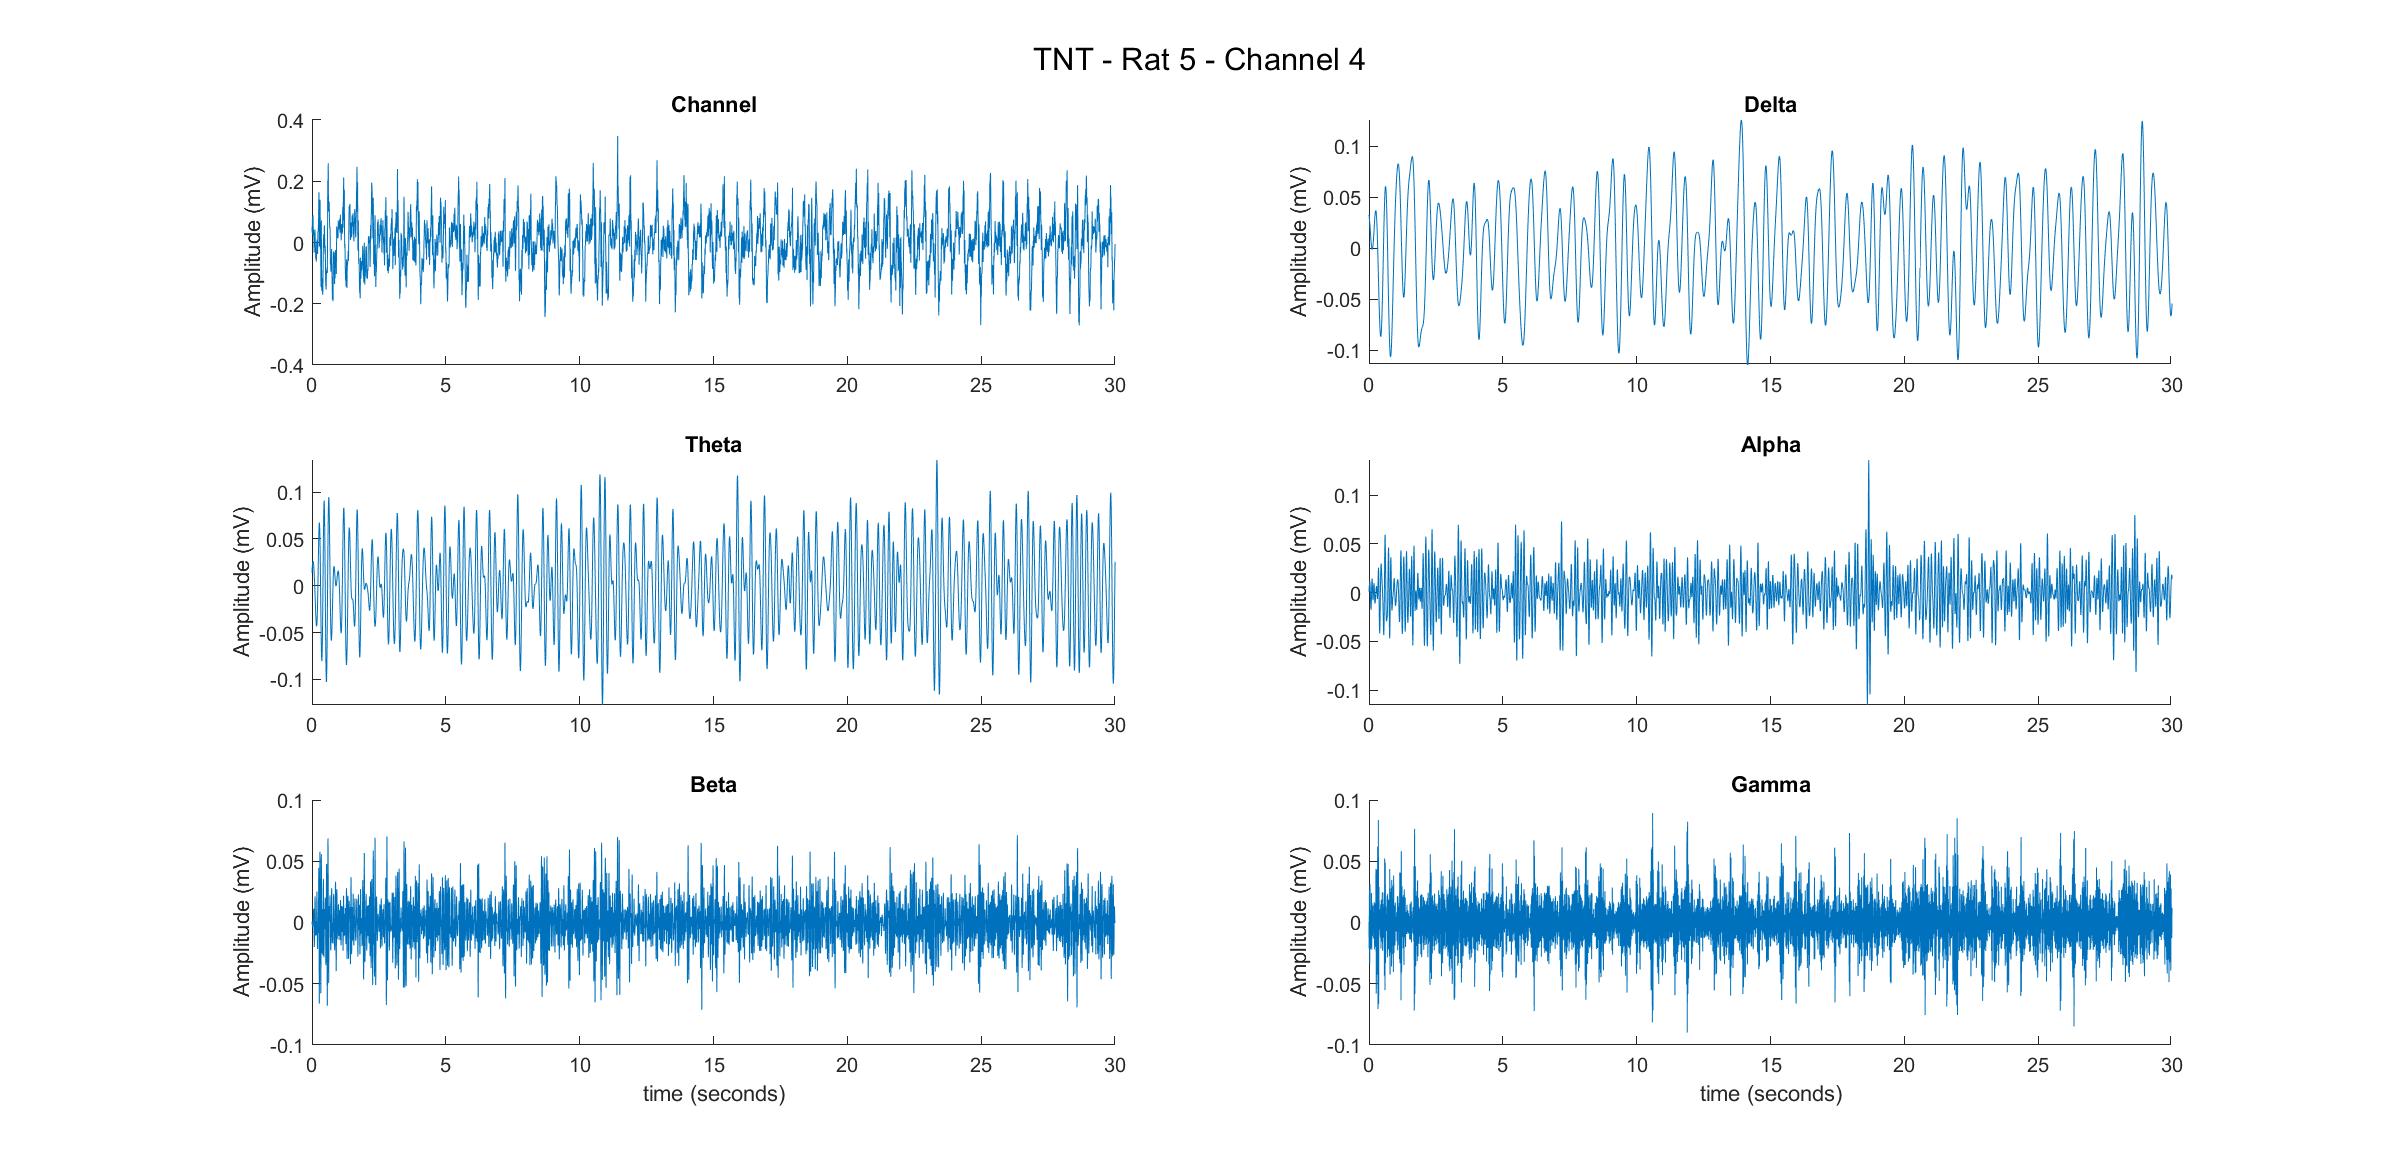 TNT - Rat 5 - Channel 4
Channel
Amplitude (mV)
0.4
0.2
0
-0.2
-0.4
0 5 10 15 20 25 30
Delta
Amplitude (mV)
0.1
0.05
0
-0.05
-0.1
0 5 10 15 20 25 30
Theta
Amplitude (mV)
0.1
0.05
0
-0.05
-0.1
0 5 10 15 20 25 30
Alpha
Amplitude (mV)
0.1
0.05
0
-0.05
-0.1
0 5 10 15 20 25 30
Beta
Amplitude (mV)
0.1
0.05
0
-0.05
-0.1
0 5 10 15 20 25 30
time (seconds)
Gamma
Amplitude (mV)
0.1
0.05
0
-0.05
-0.1
0 5 10 15 20 25 30
time (seconds)